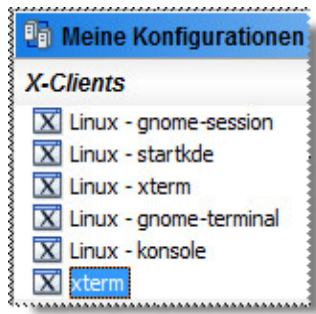 Meine Konfigurationen
X-Clients
Linux - gnome-session
Linux - startkde
Linux - xterm
Linux - gnome-terminal
Linux - konsole
xterm